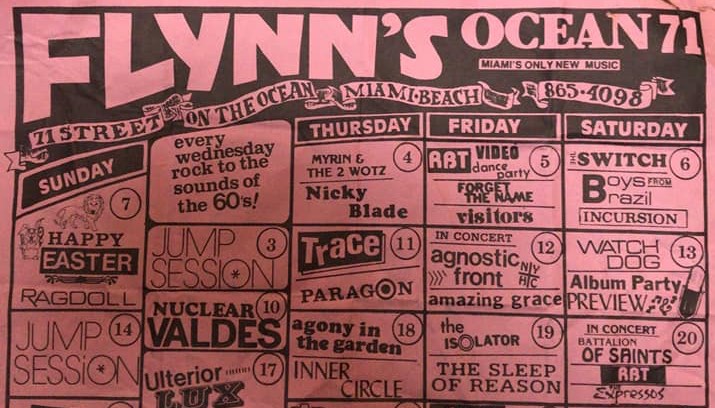 FLYNN'S
OCEAN 71
MIAMI'S ONLY NEW MUSIC
71 STREET ON THE OCEAN MIAMI·BEACH 865·4098
SUNDAY
7
HAPPY
EASTER
RAGDOLL
JUMP 14
SESSION
every
wednesday
rock to the
sounds of
the 60's!
JUMP 3
SESSION
NUCLEAR 10
VALDES
Ulterior 17
LUX
THURSDAY
MYRIN & 4
THE 2 WOTZ
Nicky
Blade
Trace 11
PARAGON
agony in 18
the garden
INNER
CIRCLE
FRIDAY
RBT VIDEO 5
dance
party
FORGET
THE NAME
visitors
IN CONCERT 12
agnostic
front
amazing grace
the 19
ISOLATOR
THE SLEEP
OF REASON
SATURDAY
THE SWITCH 6
Boys FROM
Brazil
INCURSION
WATCH 13
DOG
Album Party
PREVIEW
IN CONCERT 20
BATTALION
OF SAINTS
RBT
Expressos